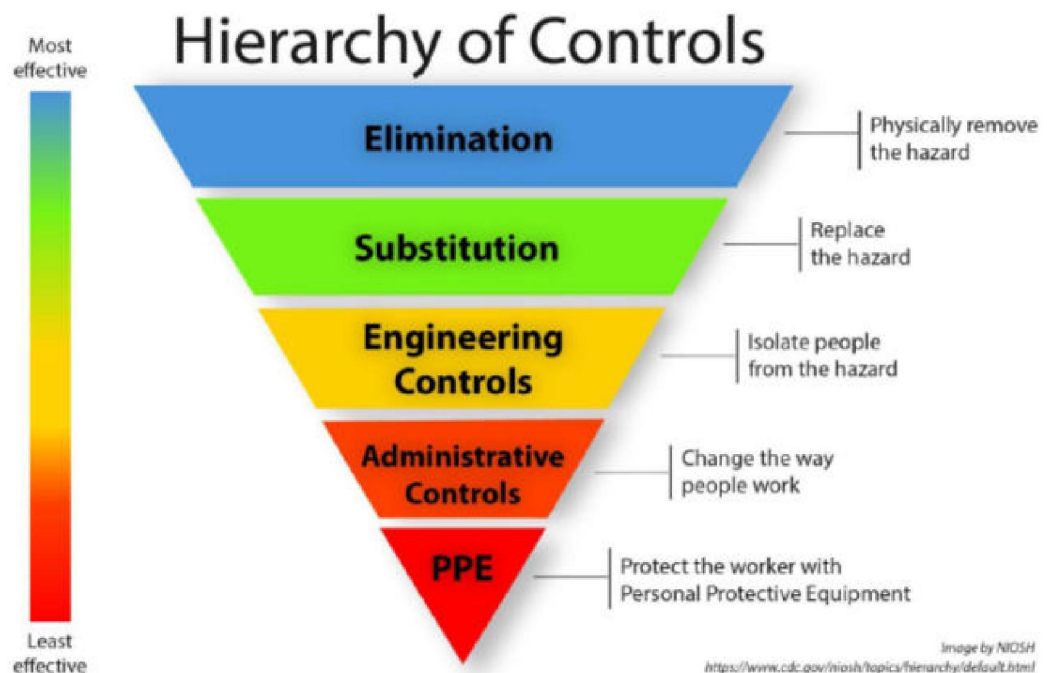 Hierarchy of Controls
Most
effective
Elimination
Physically remove
the hazard
Substitution
Replace
the hazard
Engineering
Controls
Isolate people
from the hazard
Administrative
Controls
Change the way
people work
PPE
Protect the worker with
Personal Protective Equipment
Least
effective
Image by NIOSH
https://www.cdc.gov/niosh/topics/hierarchy/default.html